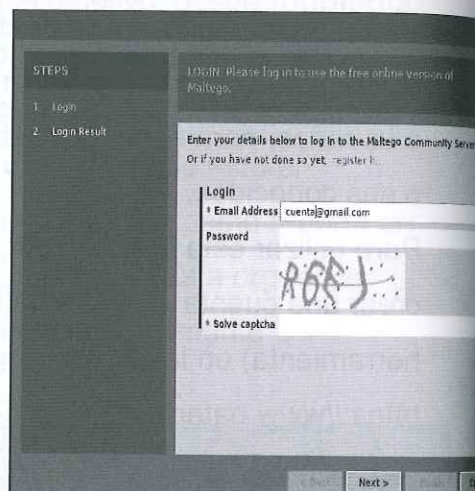 STEPS
1. Login
2. Login Result
LOGIN: Please log in to use the free online version of
Maltego.
Enter your details below to log in to the Maltego Community Server
Or if you have not done so yet, register
Login
* Email Address cuenta@gmail.com
Password
* Solve captcha
< Back Next >